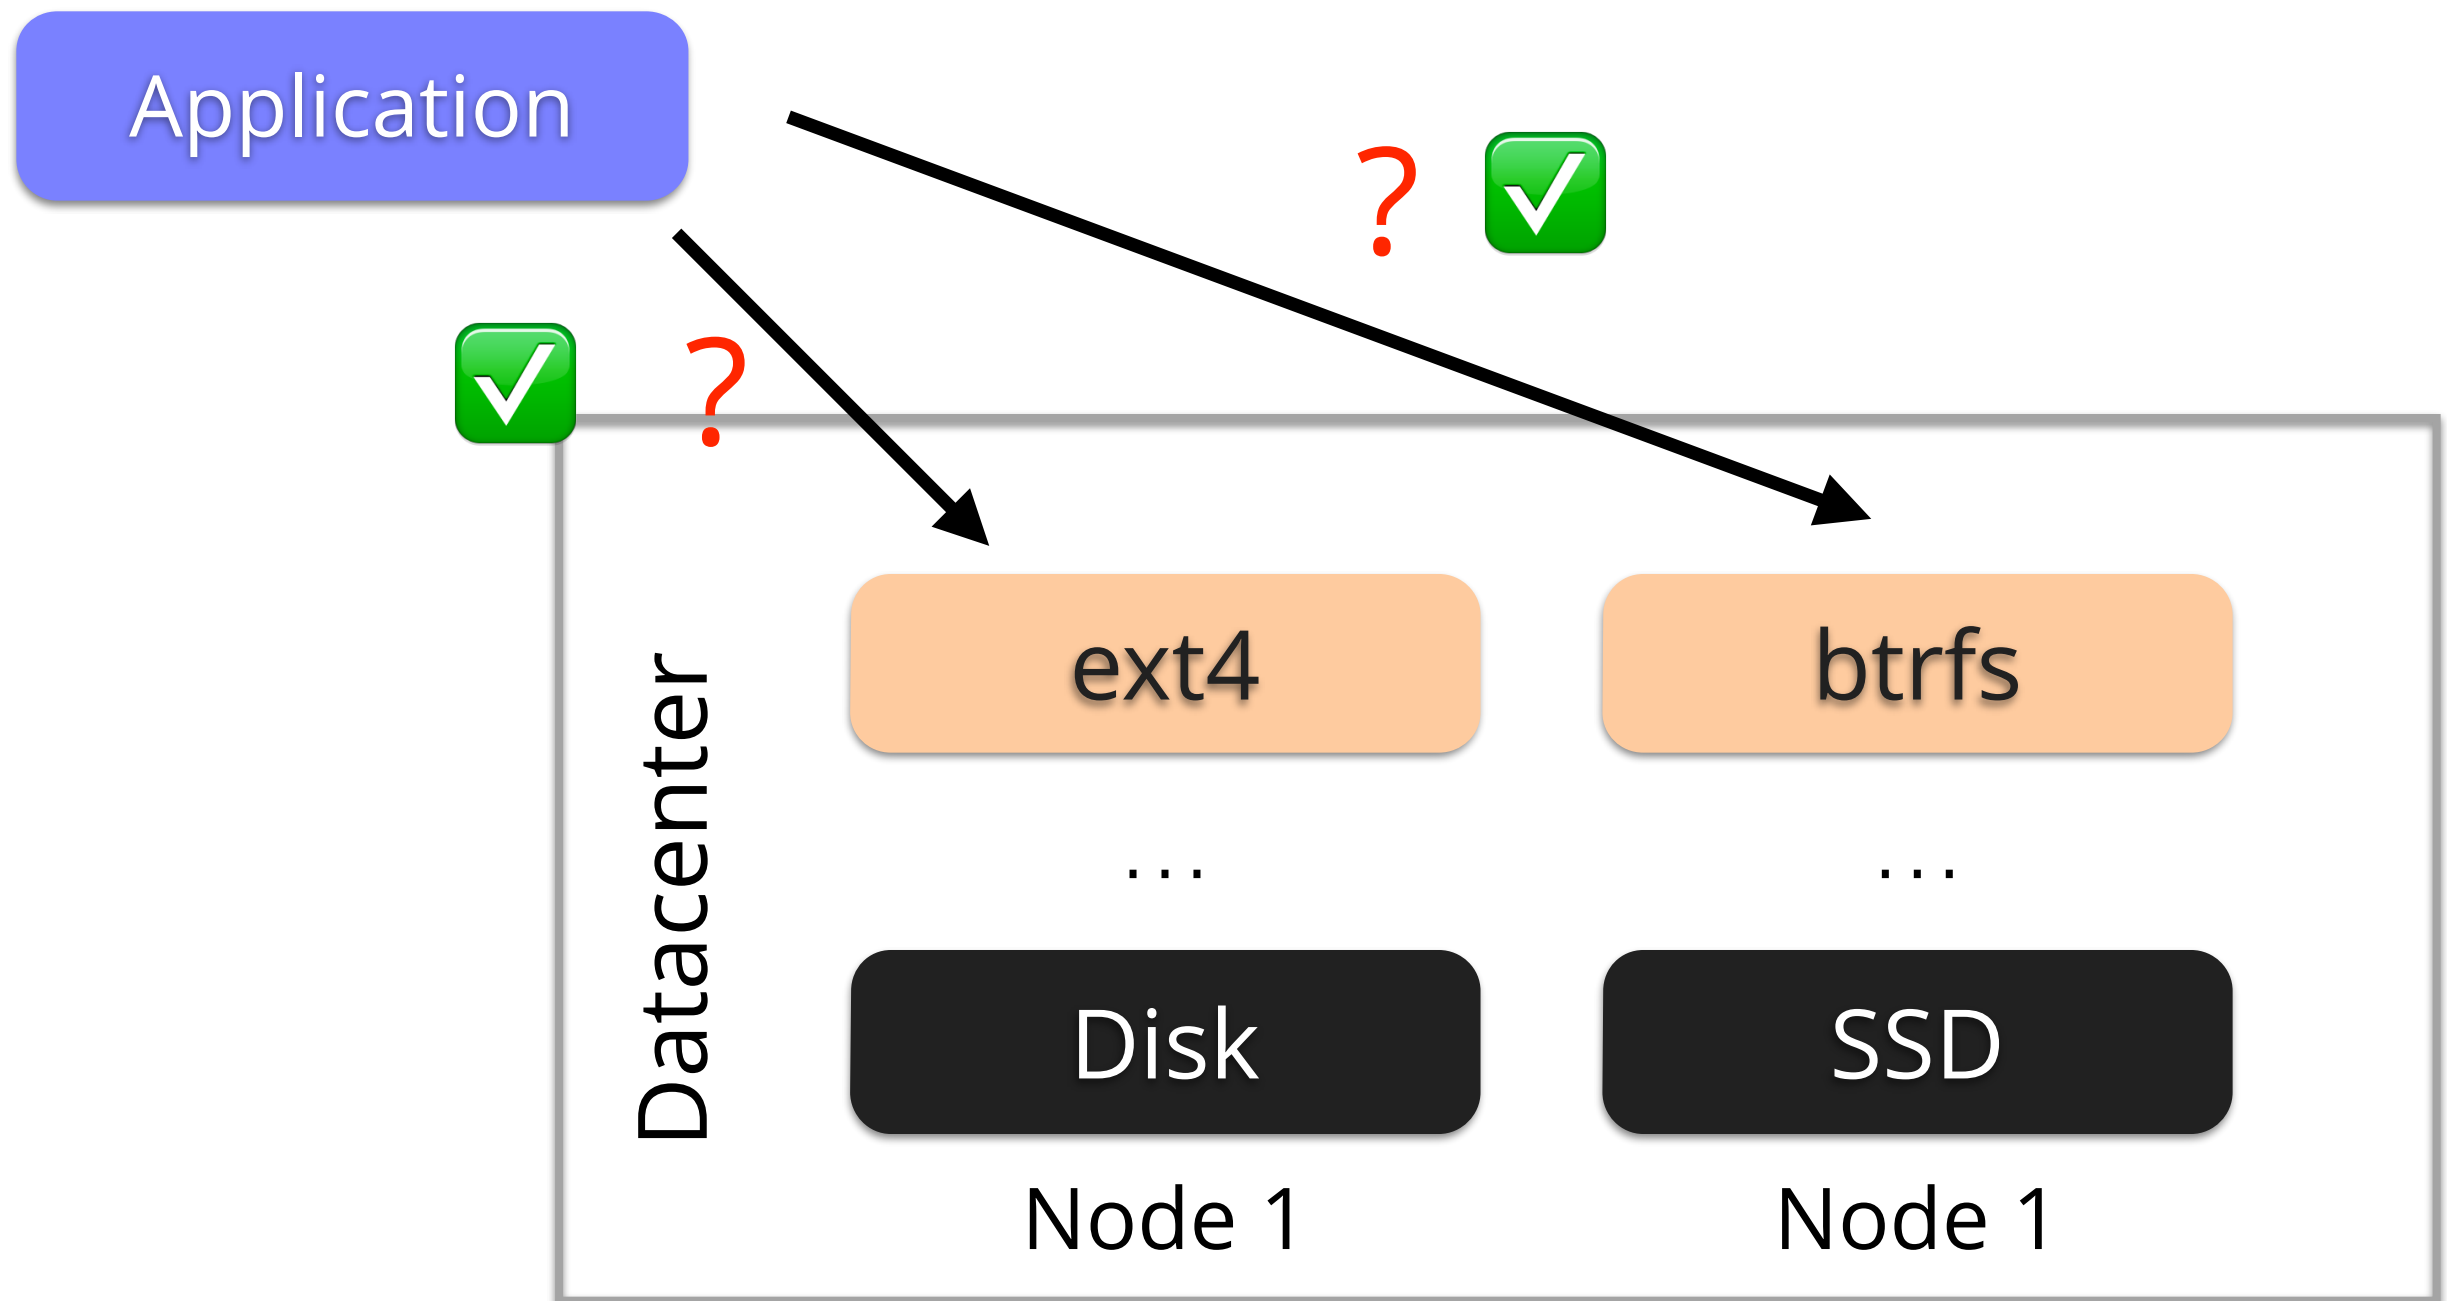 Application
? ✅
✅ ?
ext4
btrfs
...
...
Datacenter
Disk
SSD
Node 1
Node 1